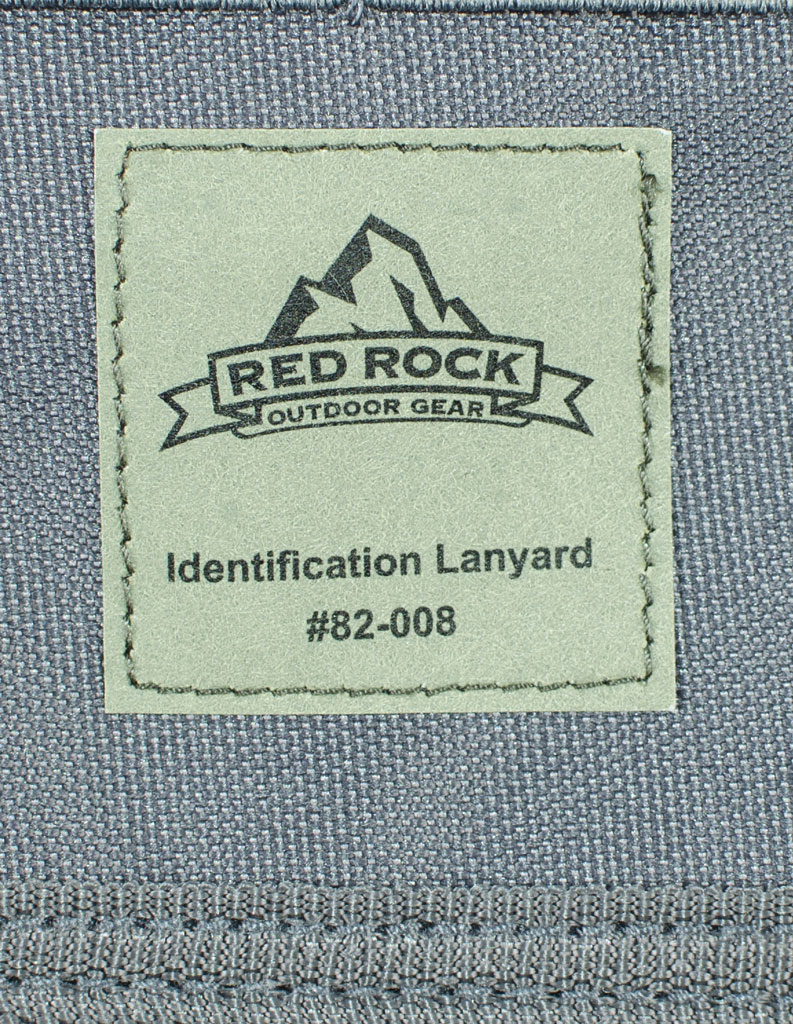 RED ROCK
OUTDOOR GEAR
Identification Lanyard
#82-008